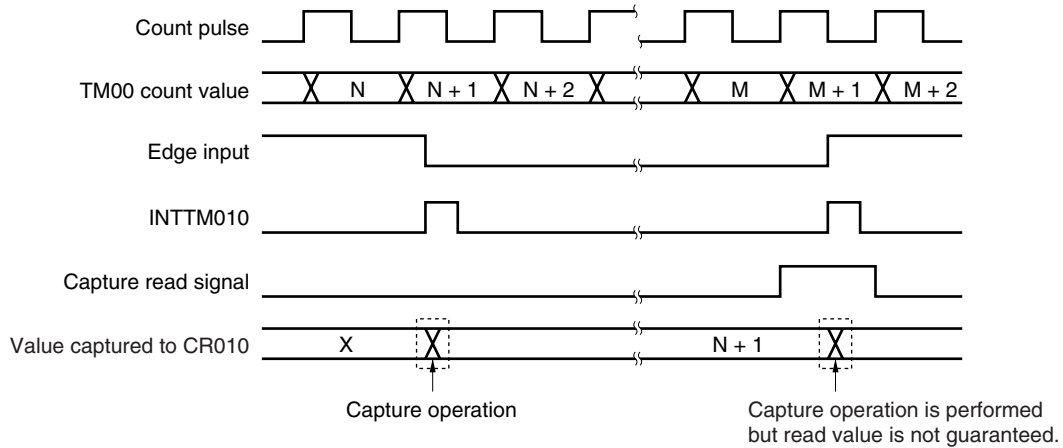 Count pulse
TM00 count value
N
N + 1
N + 2
M
M + 1
M + 2
Edge input
INTTM010
Capture read signal
Value captured to CR010
X
N + 1
Capture operation
Capture operation is performed
but read value is not guaranteed.